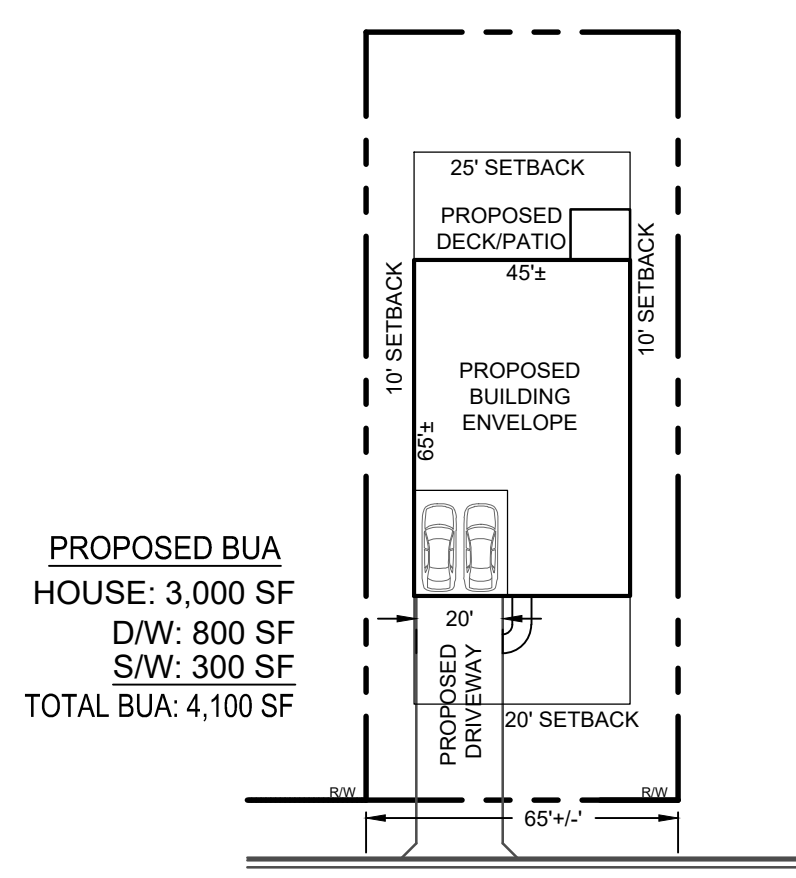 25' SETBACK
PROPOSED
DECK/PATIO
45'±
10' SETBACK
10' SETBACK
PROPOSED
BUILDING
ENVELOPE
65'±
PROPOSED BUA
HOUSE: 3,000 SF
D/W: 800 SF
S/W: 300 SF
TOTAL BUA: 4,100 SF
20'
PROPOSED
DRIVEWAY
20' SETBACK
R/W
R/W
65'+/-'